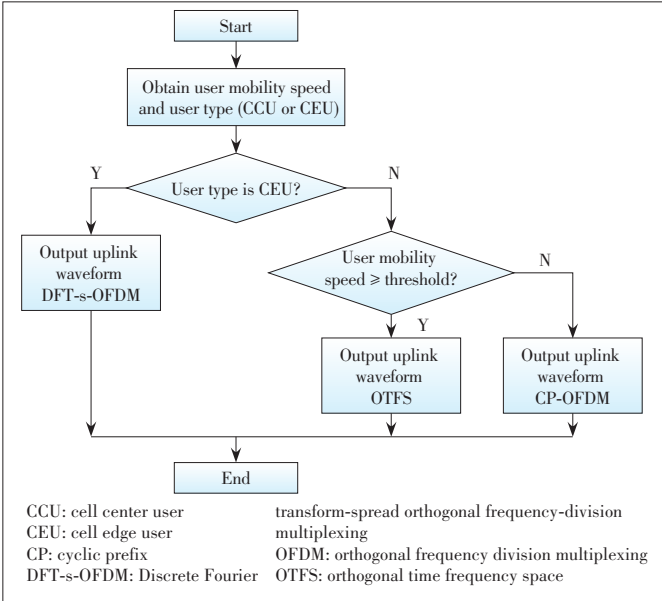 Start
Obtain user mobility speed
and user type (CCU or CEU)
Y
User type is CEU?
N
Output uplink
waveform
DFT-s-OFDM
User mobility
speed ⩾ threshold?
N
Y
Output uplink
waveform
OTFS
Output uplink
waveform
CP-OFDM
End
CCU: cell center user
CEU: cell edge user
CP: cyclic prefix
DFT-s-OFDM: Discrete Fourier
transform-spread orthogonal frequency-division
multiplexing
OFDM: orthogonal frequency division multiplexing
OTFS: orthogonal time frequency space